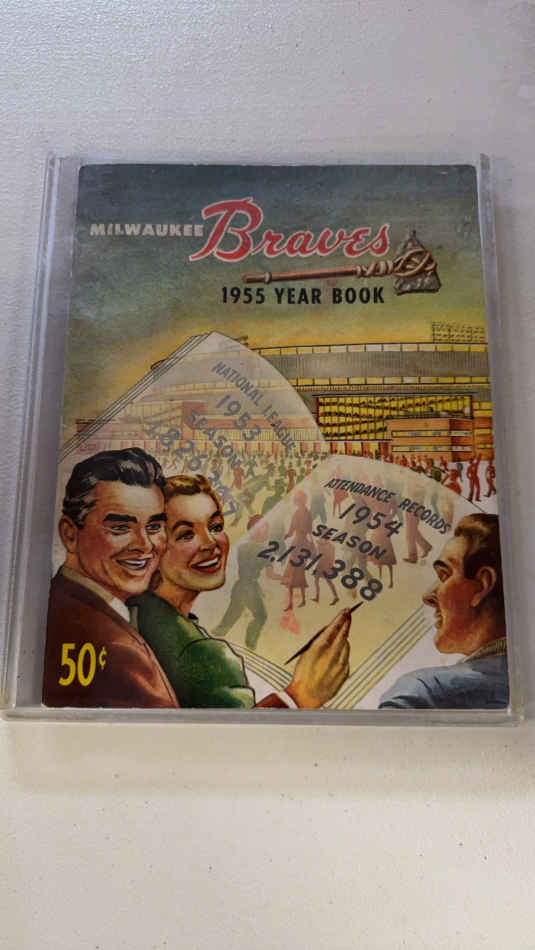 MILWAUKEE Braves
1955 YEAR BOOK
NATIONAL LEAGUE
1953
SEASON
1,826,397
ATTENDANCE RECORDS
1954
SEASON
2,131,388
50¢